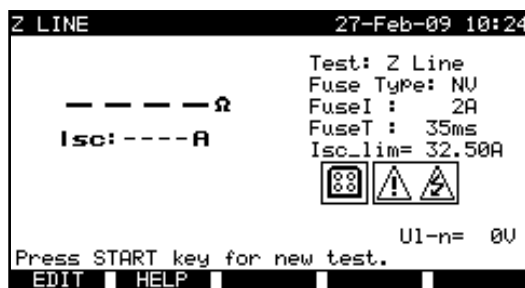 Z LINE 27-Feb-09 10:24
Test: Z Line
Fuse Type: NV
----Ω
FuseI : 2A
FuseT : 35ms
Isc:----A
Isc_lim= 32.50A
Ul-n= 0V
Press START key for new test.
EDIT HELP